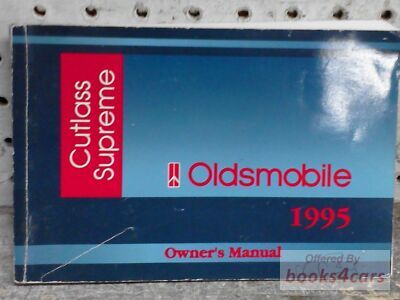 Cutlass
Supreme
Oldsmobile
1995
Owner's Manual
Offered By
books4cars